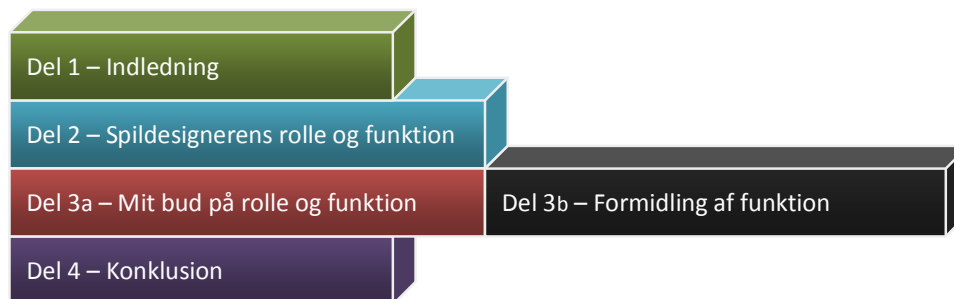 Del 1 – Indledning
Del 2 – Spildesignerens rolle og funktion
Del 3a – Mit bud på rolle og funktion
Del 3b – Formidling af funktion
Del 4 – Konklusion